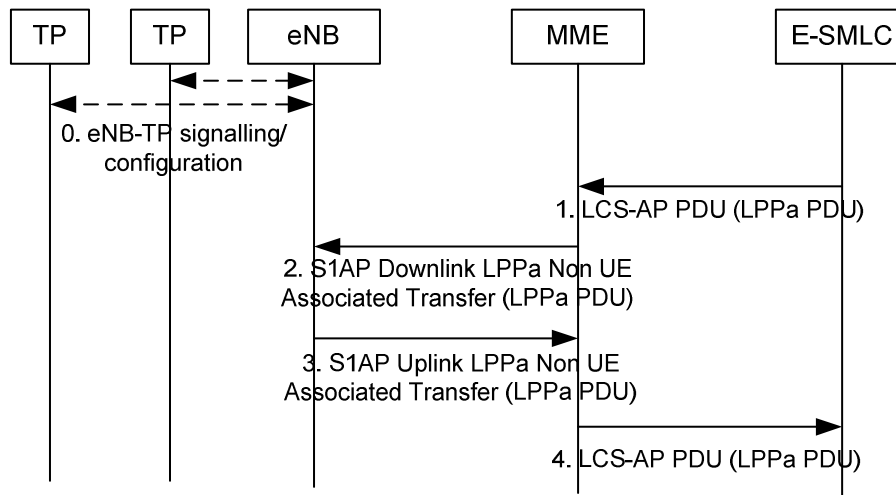 TP
TP
eNB
MME
E-SMLC
0. eNB-TP signalling/
configuration
1. LCS-AP PDU (LPPa PDU)
2. S1AP Downlink LPPa Non UE
Associated Transfer (LPPa PDU)
3. S1AP Uplink LPPa Non UE
Associated Transfer (LPPa PDU)
4. LCS-AP PDU (LPPa PDU)